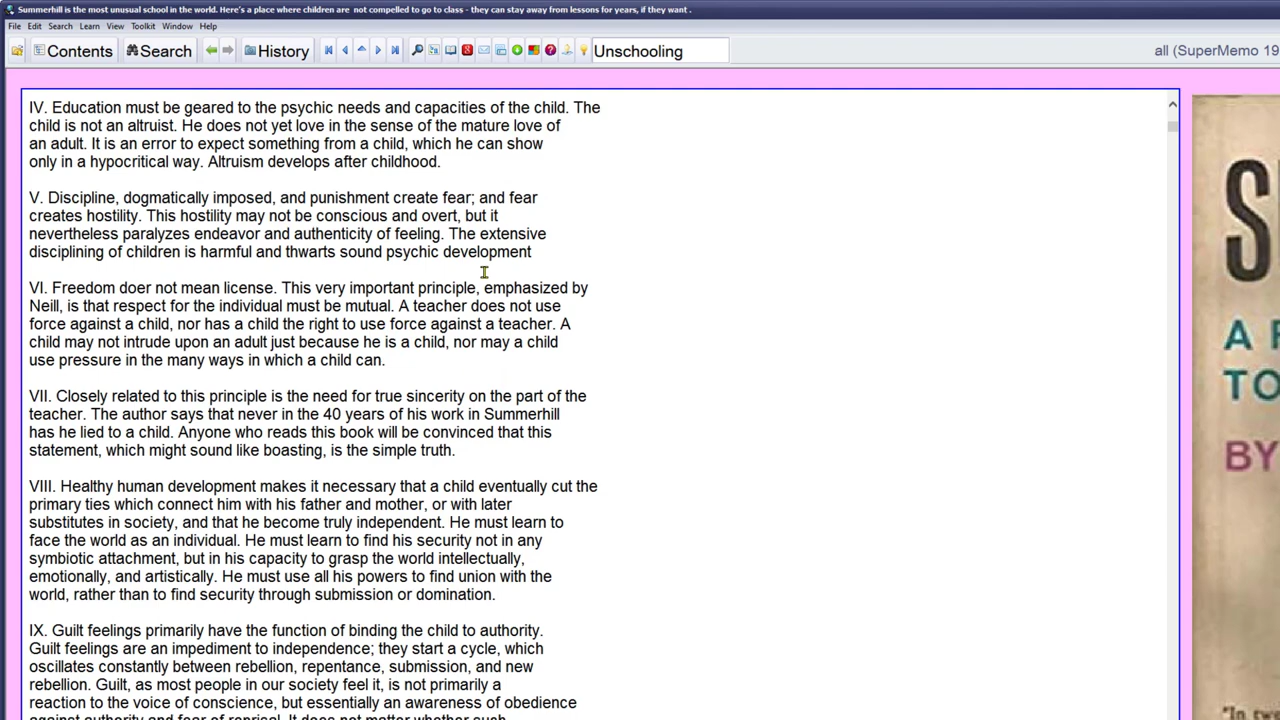 Summerhill is the most unusual school in the world. Here's a place where children are not compelled to go to class - they can stay away from lessons for years, if they want .
File Edit Search Learn View Toolkit Window Help
Contents Search History Unschooling all (SuperMemo 19
IV. Education must be geared to the psychic needs and capacities of the child. The
child is not an altruist. He does not yet love in the sense of the mature love of
an adult. It is an error to expect something from a child, which he can show
only in a hypocritical way. Altruism develops after childhood.
V. Discipline, dogmatically imposed, and punishment create fear; and fear
creates hostility. This hostility may not be conscious and overt, but it
nevertheless paralyzes endeavor and authenticity of feeling. The extensive
disciplining of children is harmful and thwarts sound psychic development
VI. Freedom doer not mean license. This very important principle, emphasized by
Neill, is that respect for the individual must be mutual. A teacher does not use
force against a child, nor has a child the right to use force against a teacher. A
child may not intrude upon an adult just because he is a child, nor may a child
use pressure in the many ways in which a child can.
VII. Closely related to this principle is the need for true sincerity on the part of the
teacher. The author says that never in the 40 years of his work in Summerhill
has he lied to a child. Anyone who reads this book will be convinced that this
statement, which might sound like boasting, is the simple truth.
VIII. Healthy human development makes it necessary that a child eventually cut the
primary ties which connect him with his father and mother, or with later
substitutes in society, and that he become truly independent. He must learn to
face the world as an individual. He must learn to find his security not in any
symbiotic attachment, but in his capacity to grasp the world intellectually,
emotionally, and artistically. He must use all his powers to find union with the
world, rather than to find security through submission or domination.
IX. Guilt feelings primarily have the function of binding the child to authority.
Guilt feelings are an impediment to independence; they start a cycle, which
oscillates constantly between rebellion, repentance, submission, and new
rebellion. Guilt, as most people in our society feel it, is not primarily a
reaction to the voice of conscience, but essentially an awareness of obedience
against authority and fear of reprisal. It does not matter whether such
S
A
TO
BY
"In